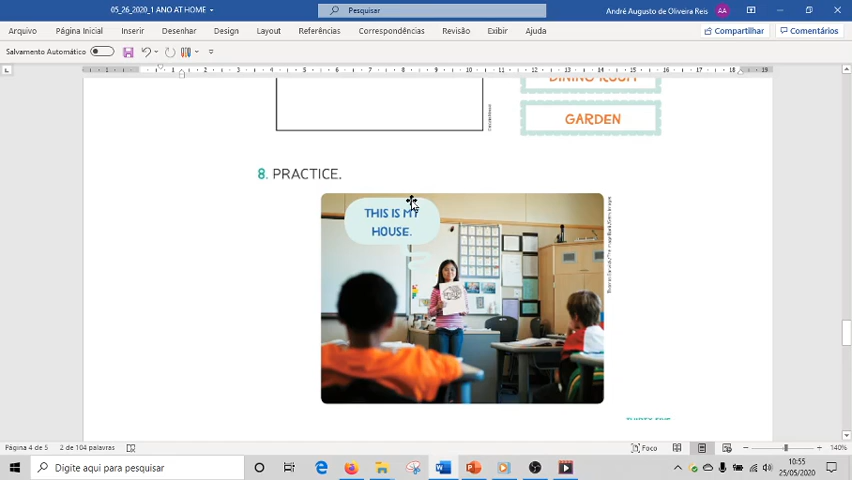 05_26_2020_1.ANO AT HOME
Pesquisar
André Augusto de Oliveira Reis
AA
Arquivo
Página Inicial
Inserir
Desenhar
Design
Layout
Referências
Correspondências
Revisão
Exibir
Ajuda
Compartilhar
Comentários
Salvamento Automático
DINING ROOM
GARDEN
8. PRACTICE.
THIS IS MY
HOUSE.
Página 4 de 5
2 de 104 palavras
Foco
140%
Digite aqui para pesquisar
10:55
25/05/2020